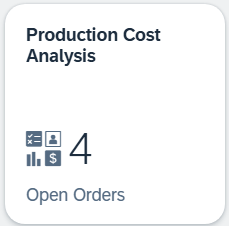 Production Cost
Analysis
$ 4
Open Orders